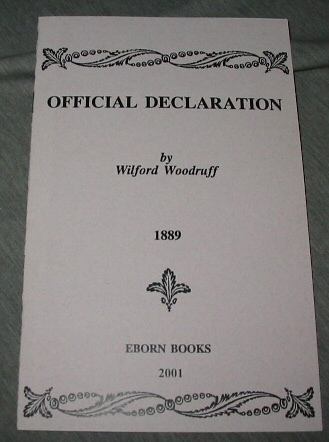 OFFICIAL DECLARATION
by
Wilford Woodruff
1889
EBORN BOOKS
2001